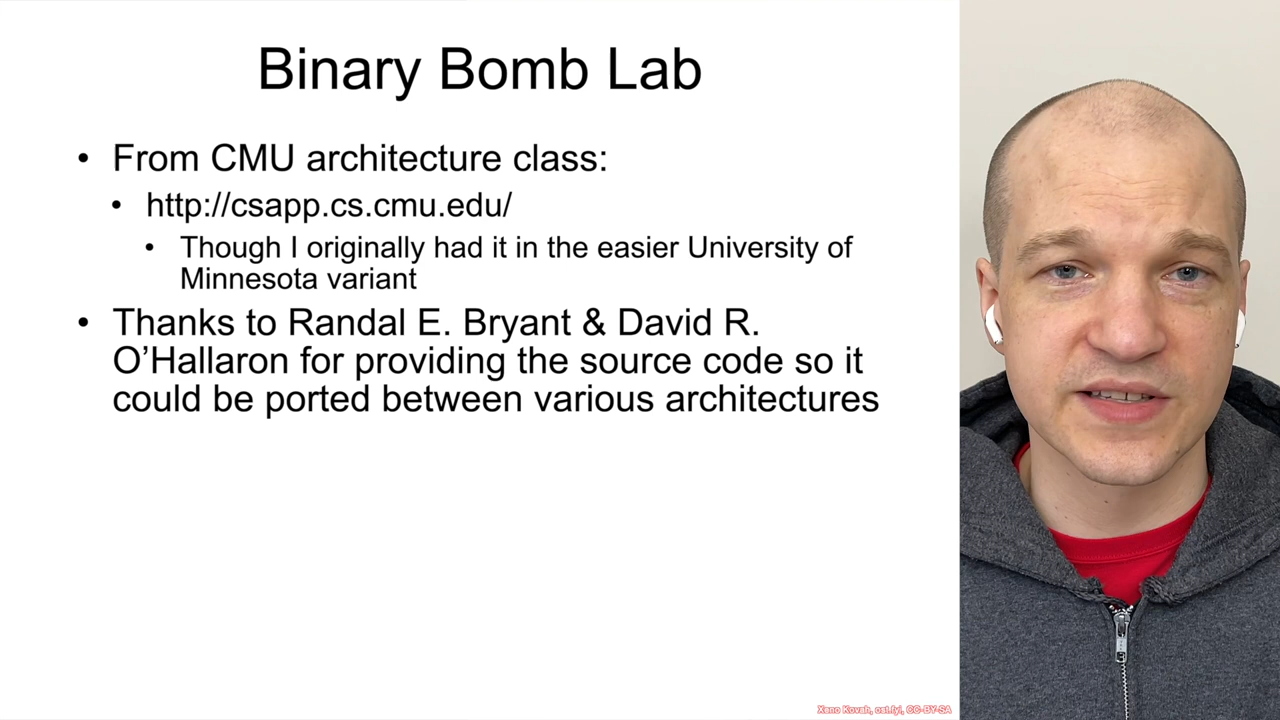 Binary Bomb Lab
• From CMU architecture class:
• http://csapp.cs.cmu.edu/
• Though I originally had it in the easier University of
Minnesota variant
• Thanks to Randal E. Bryant & David R.
O’Hallaron for providing the source code so it
could be ported between various architectures
Xeno Kovah, ost.fyi, CC-BY-SA